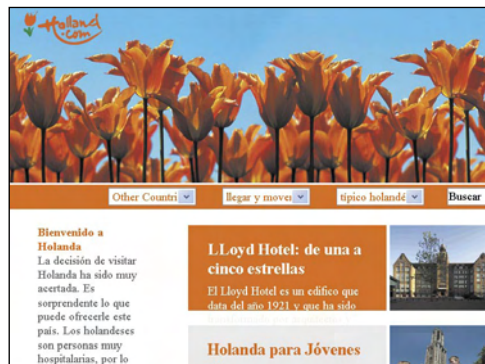 Holland
.com
Other Countri
llegar y mover
típico holandé
Buscar
Bienvenido a
Holanda
La decisión de visitar
Holanda ha sido muy
acertada. Es
sorprendente lo que
puede ofrecerle este
país. Los holandeses
son personas muy
hospitalarias, por lo
LLoyd Hotel: de una a
cinco estrellas
El Lloyd Hotel es un edifico que
data del año 1921 y que ha sido
Holanda para Jóvenes